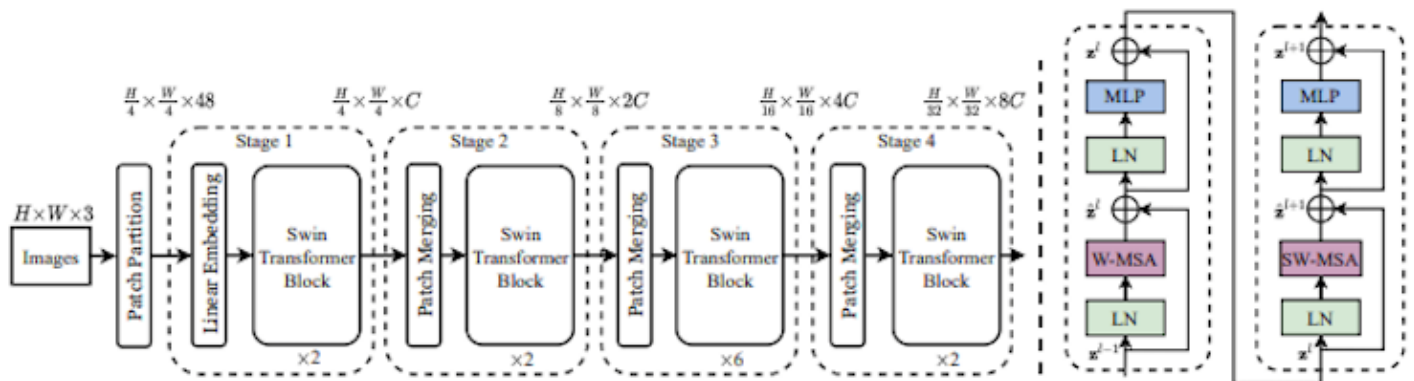 H/4 × W/4 × 48
H/4 × W/4 × C
H/8 × W/8 × 2C
H/16 × W/16 × 4C
H/32 × W/32 × 8C
Stage 1
Stage 2
Stage 3
Stage 4
H×W×3
Images
Patch Partition
Linear Embedding
Swin
Transformer
Block
×2
Patch Merging
Swin
Transformer
Block
×2
Patch Merging
Swin
Transformer
Block
×6
Patch Merging
Swin
Transformer
Block
×2
z^l
MLP
LN
ẑ^l
W-MSA
LN
z^{l−1}
z^{l+1}
MLP
LN
ẑ^{l+1}
SW-MSA
LN
z^l